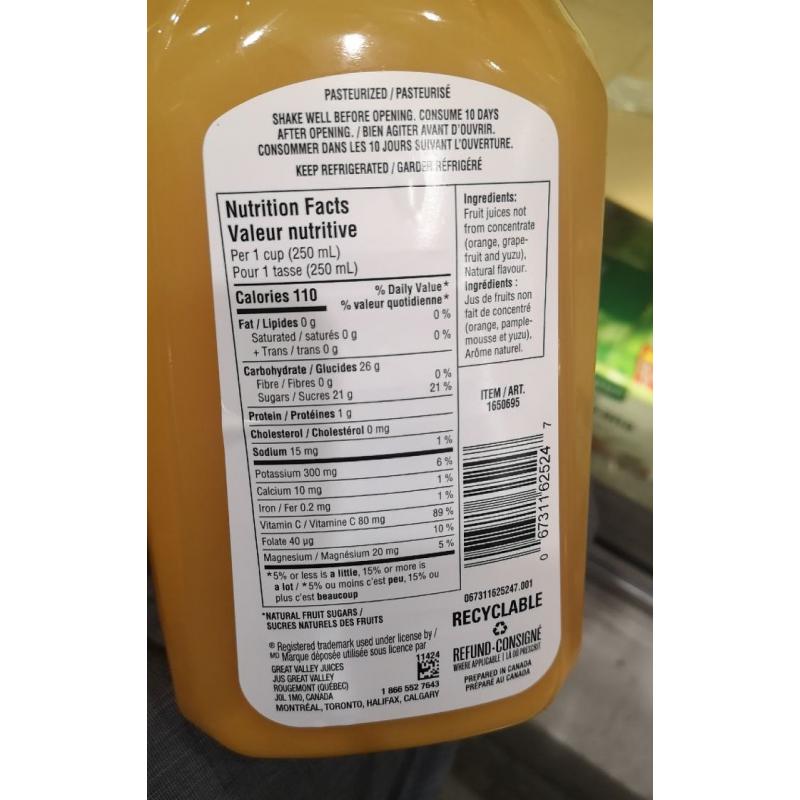 PASTEURIZED / PASTEURISÉ
SHAKE WELL BEFORE OPENING. CONSUME 10 DAYS
AFTER OPENING. / BIEN AGITER AVANT D'OUVRIR.
CONSOMMER DANS LES 10 JOURS SUIVANT L'OUVERTURE.
KEEP REFRIGERATED / GARDER RÉFRIGÉRÉ
Nutrition Facts
Valeur nutritive
Per 1 cup (250 mL)
Pour 1 tasse (250 mL)
Calories 110
% Daily Value*
% valeur quotidienne*
Fat / Lipides 0 g 0 %
Saturated / saturés 0 g 0 %
+ Trans / trans 0 g
Carbohydrate / Glucides 26 g
Fibre / Fibres 0 g 0 %
Sugars / Sucres 21 g 21 %
Protein / Protéines 1 g
Cholesterol / Cholestérol 0 mg
Sodium 15 mg 1 %
Potassium 300 mg 6 %
Calcium 10 mg 1 %
Iron / Fer 0.2 mg 1 %
Vitamin C / Vitamine C 80 mg 89 %
Folate 40 µg 10 %
Magnesium / Magnésium 20 mg 5 %
*5% or less is a little, 15% or more is
a lot / *5% ou moins c'est peu, 15% ou
plus c'est beaucoup
Ingredients:
Fruit juices not
from concentrate
(orange, grape-
fruit and yuzu),
Natural flavour.
Ingrédients :
Jus de fruits non
fait de concentré
(orange, pample-
mousse et yuzu),
Arôme naturel.
ITEM / ART.
1650695
0 67311 62524 7
067311625247.001
RECYCLABLE
REFUND-CONSIGNÉ
WHERE APPLICABLE | LÀ OÙ PRESCRIT
PREPARED IN CANADA
PRÉPARÉ AU CANADA
*NATURAL FRUIT SUGARS /
SUCRES NATURELS DES FRUITS
® Registered trademark used under license by /
MD Marque déposée utilisée sous licence par
GREAT VALLEY JUICES
JUS GREAT VALLEY
ROUGEMONT (QUÉBEC)
J0L 1M0, CANADA
MONTRÉAL, TORONTO, HALIFAX, CALGARY
11424
1 866 552 7643